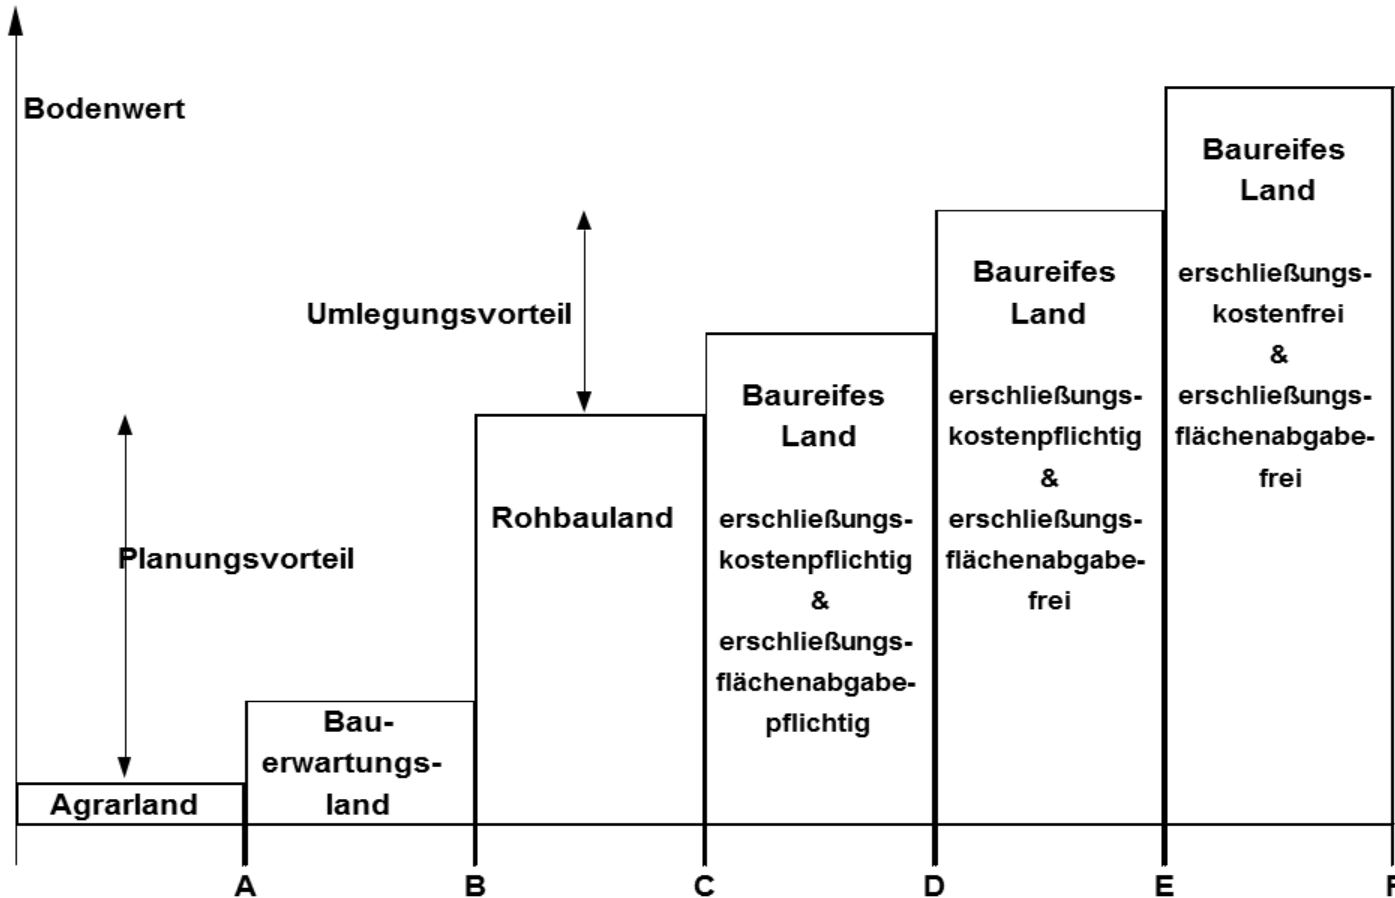 Bodenwert
Umlegungsvorteil
Planungsvorteil
Agrarland
Bau-
erwartungs-
land
Rohbauland
Baureifes
Land
erschließungs-
kostenpflichtig
&
erschließungs-
flächenabgabe-
pflichtig
Baureifes
Land
erschließungs-
kostenpflichtig
&
erschließungs-
flächenabgabe-
frei
Baureifes
Land
erschließungs-
kostenfrei
&
erschließungs-
flächenabgabe-
frei
A B C D E F